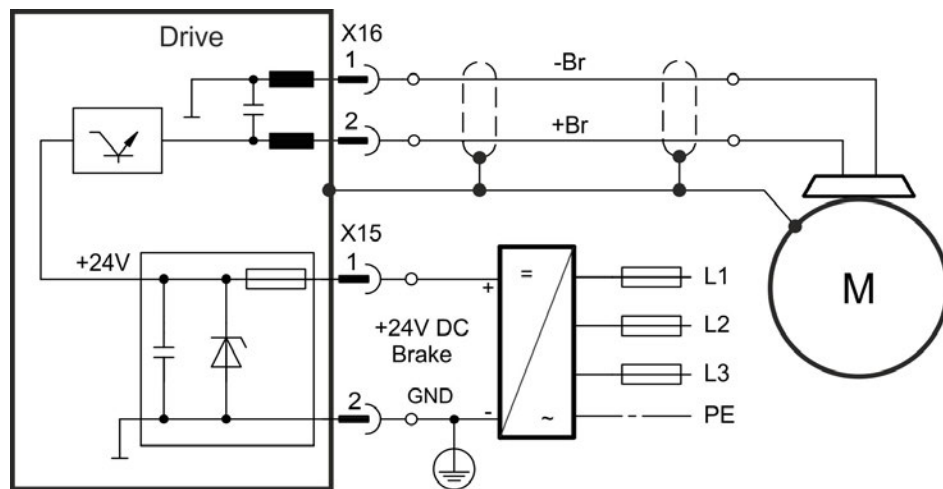 Drive
X16
1
-Br
2
+Br
+24V
X15
1
+
=
L1
+24V DC
Brake
L2
M
L3
2
GND
-
~
PE